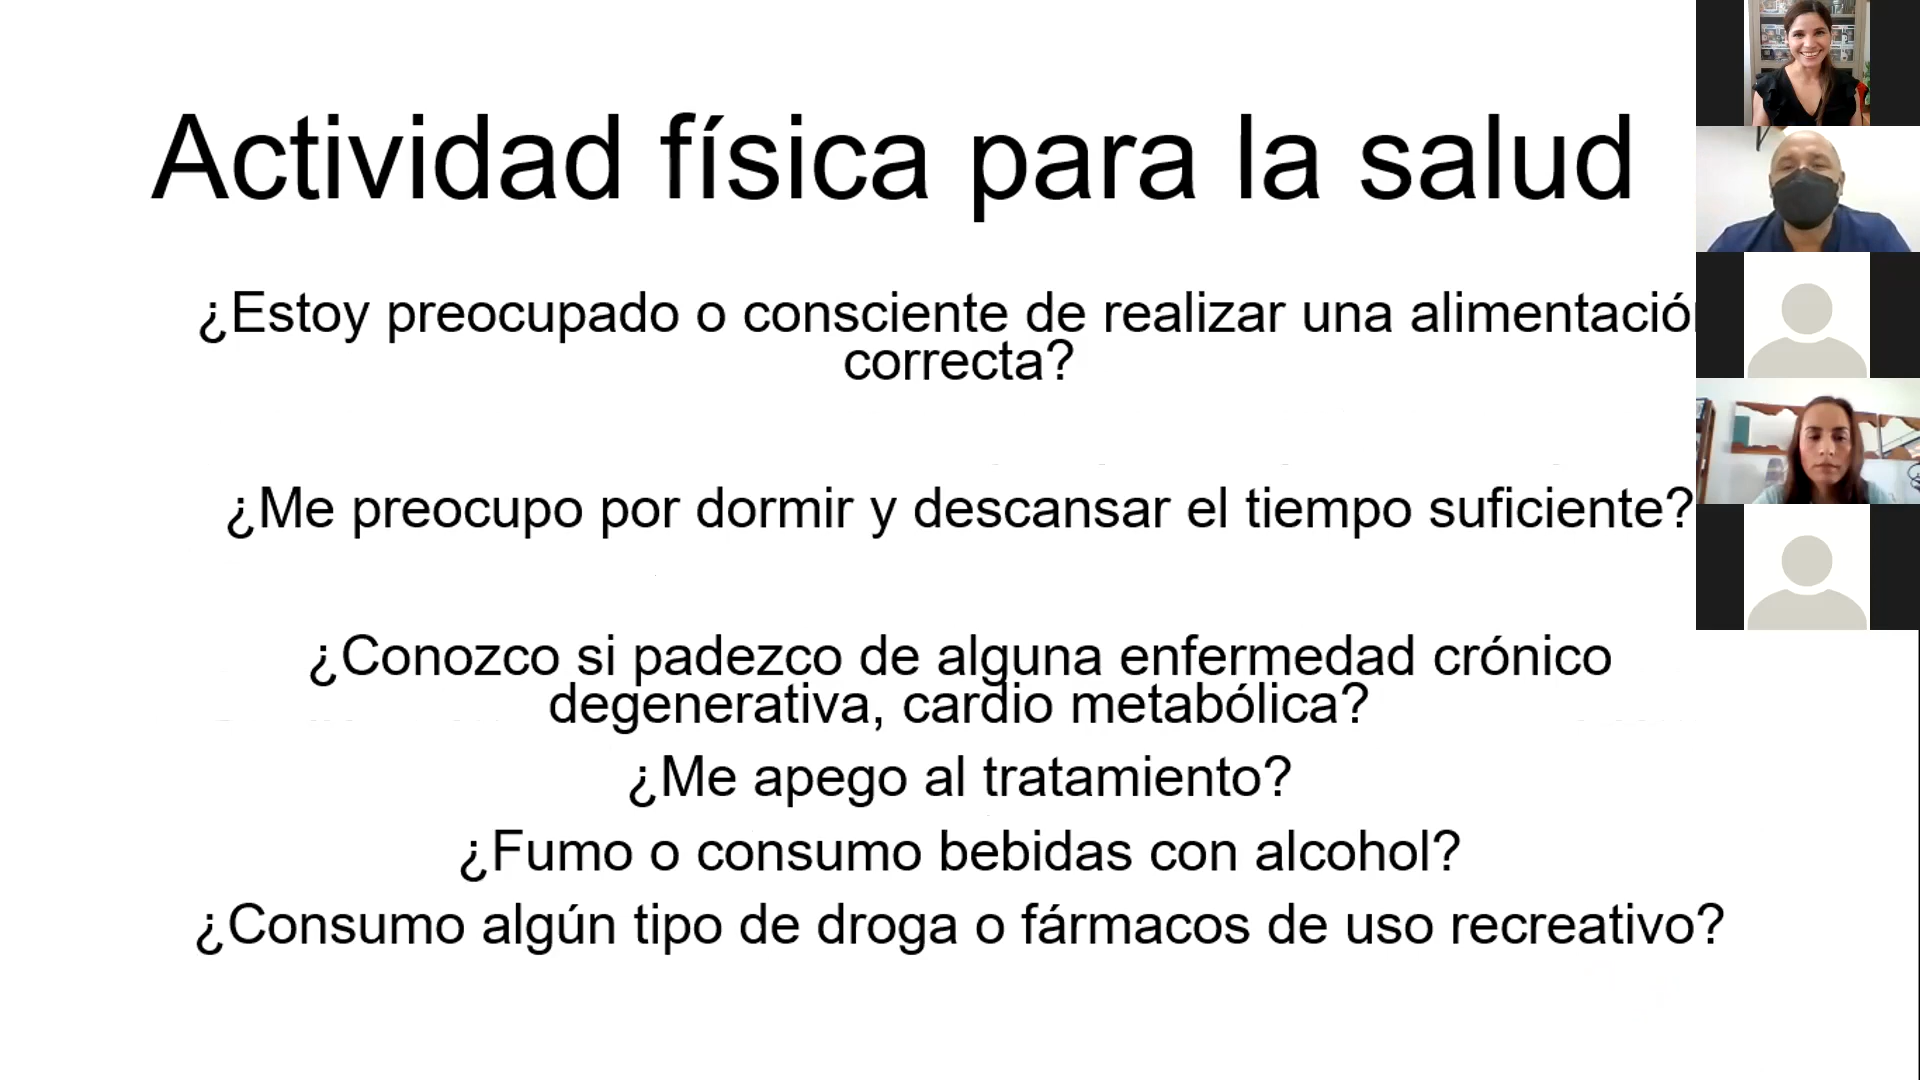 Actividad física para la salud
¿Estoy preocupado o consciente de realizar una alimentación
correcta?
¿Me preocupo por dormir y descansar el tiempo suficiente?
¿Conozco si padezco de alguna enfermedad crónico
degenerativa, cardio metabólica?
¿Me apego al tratamiento?
¿Fumo o consumo bebidas con alcohol?
¿Consumo algún tipo de droga o fármacos de uso recreativo?